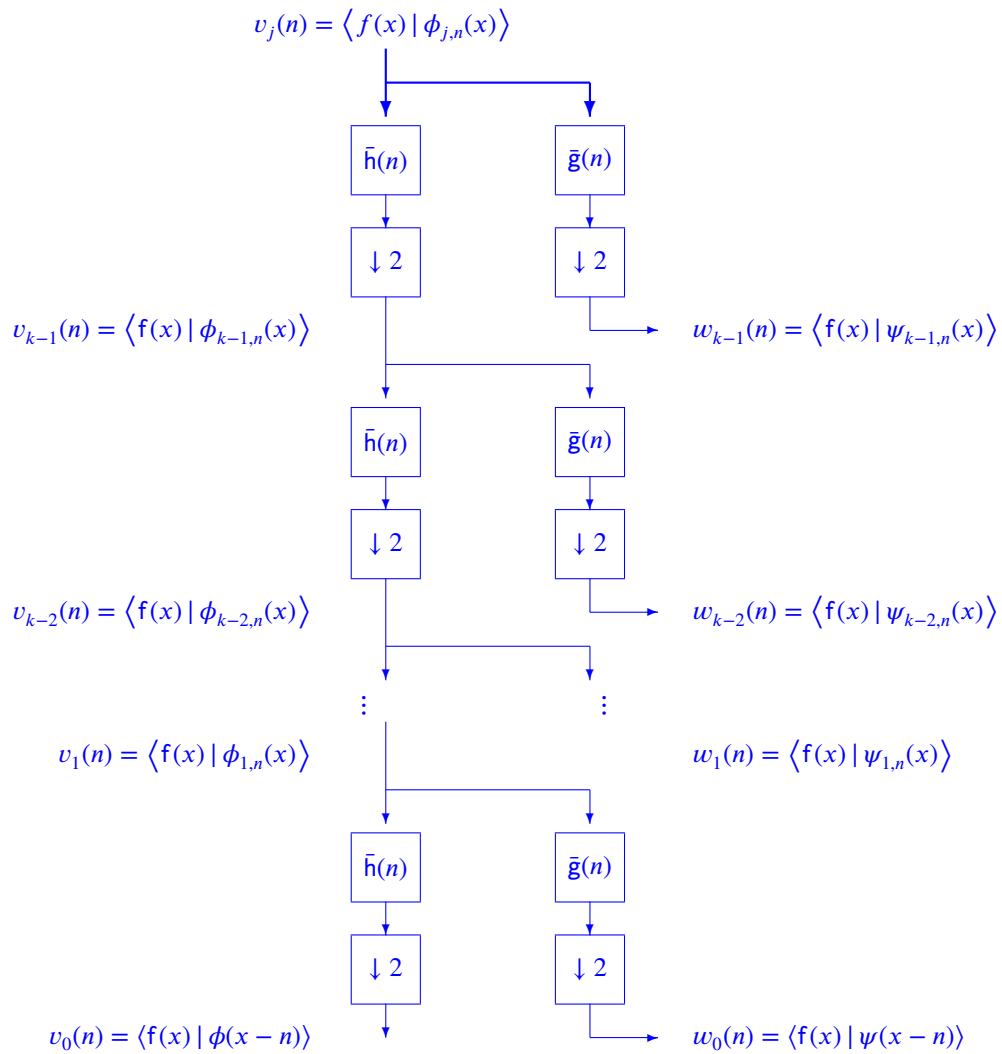 v_j(n) = ⟨f(x) | ϕ_{j,n}(x)⟩
h̄(n) ḡ(n)
↓ 2 ↓ 2
v_{k−1}(n) = ⟨f(x) | ϕ_{k−1,n}(x)⟩ w_{k−1}(n) = ⟨f(x) | ψ_{k−1,n}(x)⟩
h̄(n) ḡ(n)
↓ 2 ↓ 2
v_{k−2}(n) = ⟨f(x) | ϕ_{k−2,n}(x)⟩ w_{k−2}(n) = ⟨f(x) | ψ_{k−2,n}(x)⟩
⋮ ⋮
v_1(n) = ⟨f(x) | ϕ_{1,n}(x)⟩ w_1(n) = ⟨f(x) | ψ_{1,n}(x)⟩
h̄(n) ḡ(n)
↓ 2 ↓ 2
v_0(n) = ⟨f(x) | ϕ(x − n)⟩ w_0(n) = ⟨f(x) | ψ(x − n)⟩